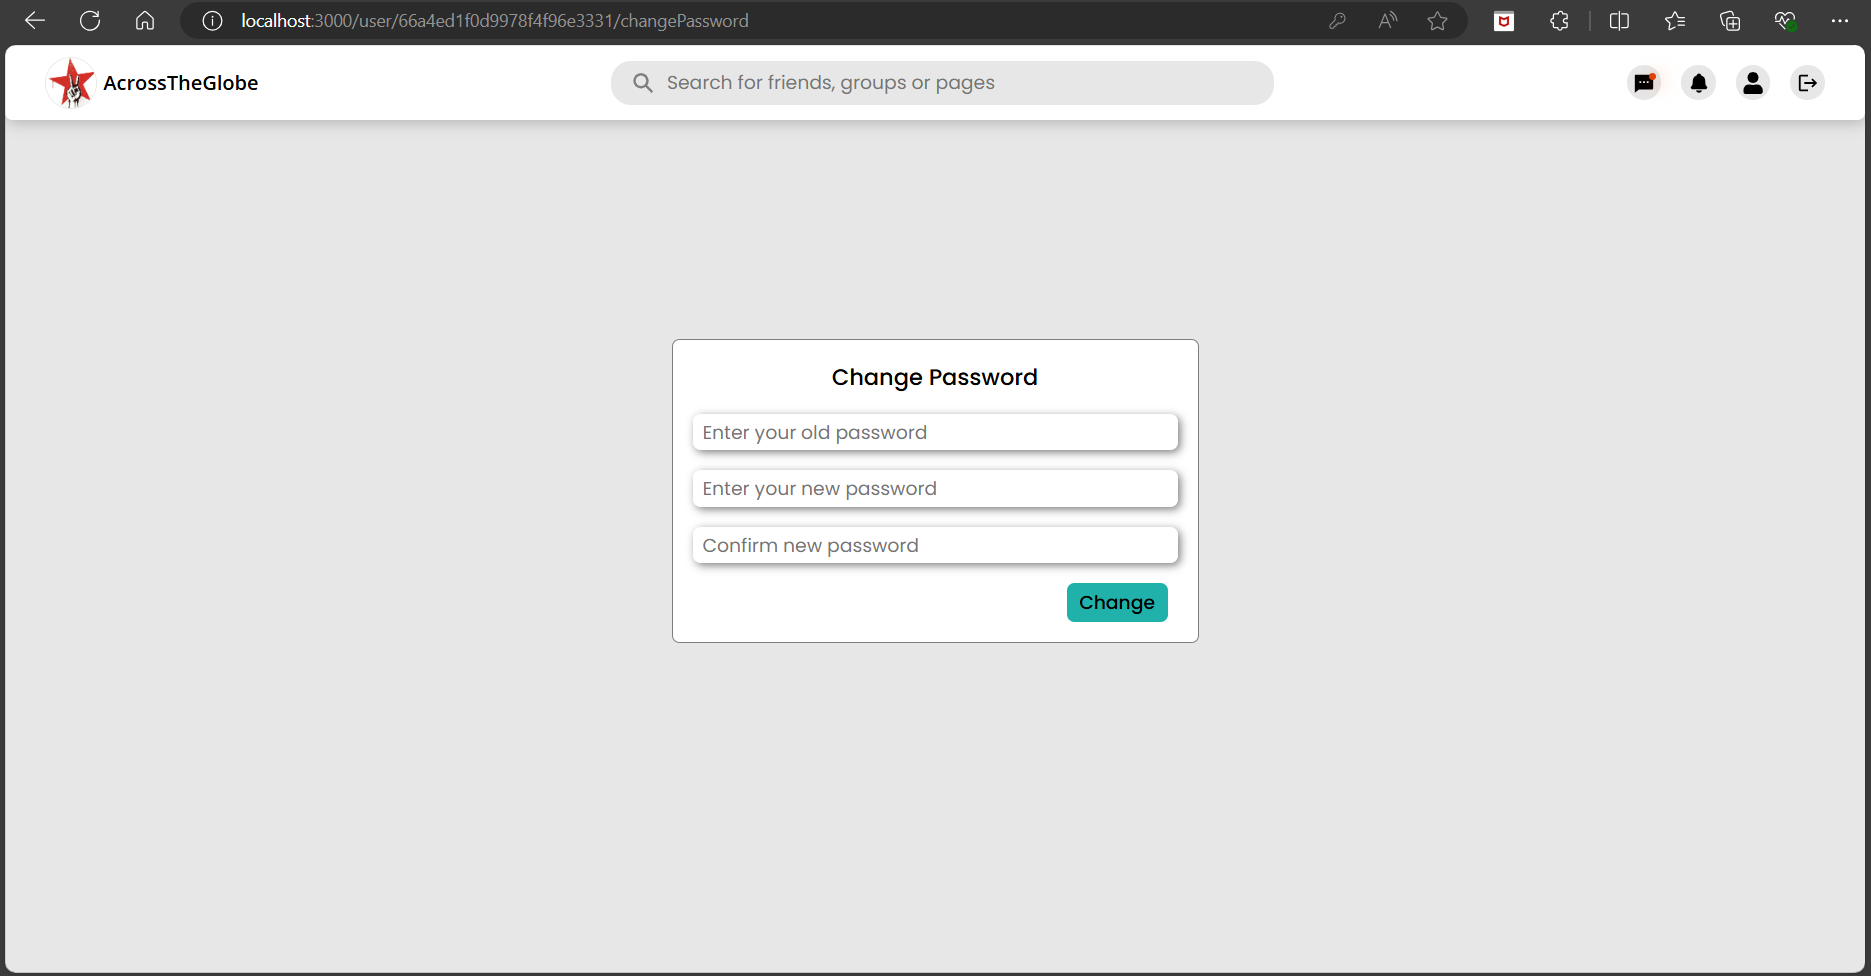 localhost:3000/user/66a4ed1f0d9978f4f96e3331/changePassword
AcrossTheGlobe
Search for friends, groups or pages
Change Password
Enter your old password
Enter your new password
Confirm new password
Change